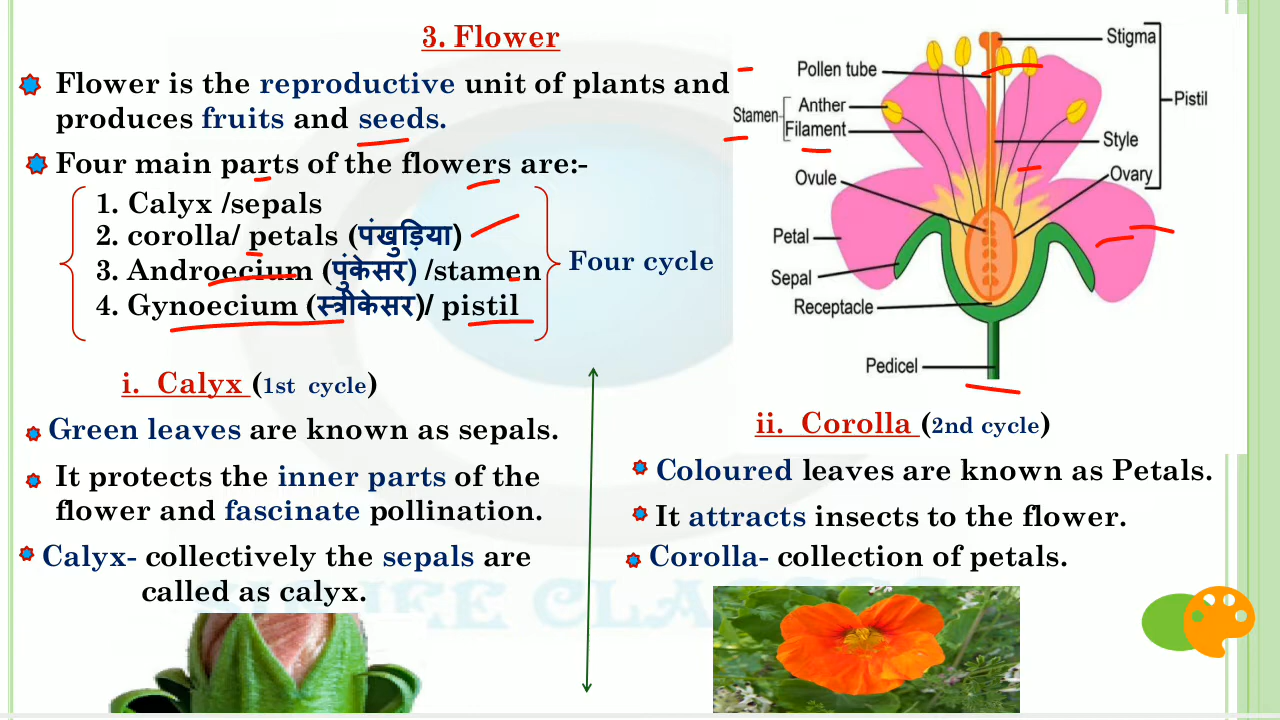 3. Flower
Flower is the reproductive unit of plants and
produces fruits and seeds.
Four main parts of the flowers are:-
1. Calyx /sepals
2. corolla/ petals (पंखुड़िया)
3. Androecium (पुंकेसर) /stamen
4. Gynoecium (स्त्रीकेसर)/ pistil
Four cycle
Stigma
Pollen tube
Pistil
Stamen
Anther
Filament
Style
Ovule
Ovary
Petal
Sepal
Receptacle
Pedicel
i. Calyx (1st cycle)
Green leaves are known as sepals.
It protects the inner parts of the
flower and fascinate pollination.
Calyx- collectively the sepals are
called as calyx.
ii. Corolla (2nd cycle)
Coloured leaves are known as Petals.
It attracts insects to the flower.
Corolla- collection of petals.